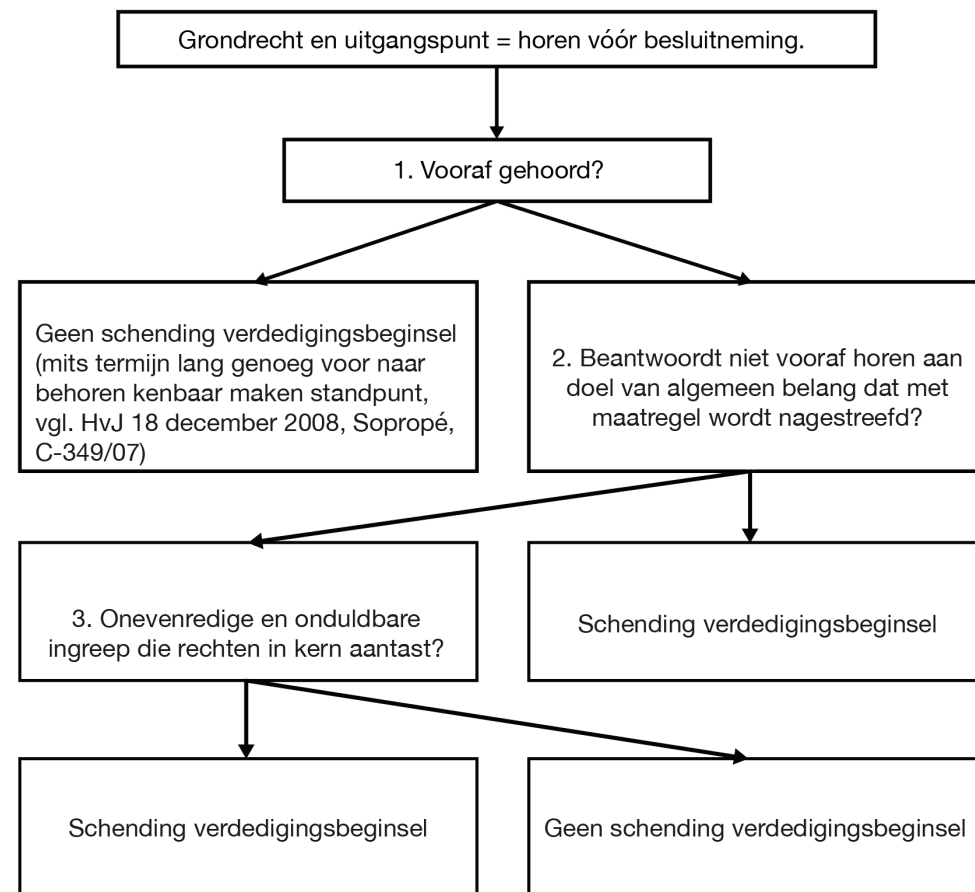 Grondrecht en uitgangspunt = horen vóór besluitneming.
1. Vooraf gehoord?
Geen schending verdedigingsbeginsel
(mits termijn lang genoeg voor naar
behoren kenbaar maken standpunt,
vgl. HvJ 18 december 2008, Sopropé,
C-349/07)
2. Beantwoordt niet vooraf horen aan
doel van algemeen belang dat met
maatregel wordt nagestreefd?
3. Onevenredige en onduldbare
ingreep die rechten in kern aantast?
Schending verdedigingsbeginsel
Schending verdedigingsbeginsel
Geen schending verdedigingsbeginsel